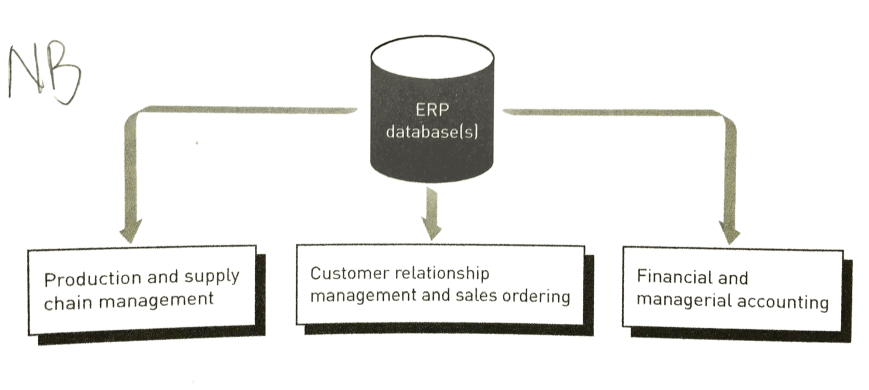 NB
ERP
database(s)
Production and supply
chain management
Customer relationship
management and sales ordering
Financial and
managerial accounting